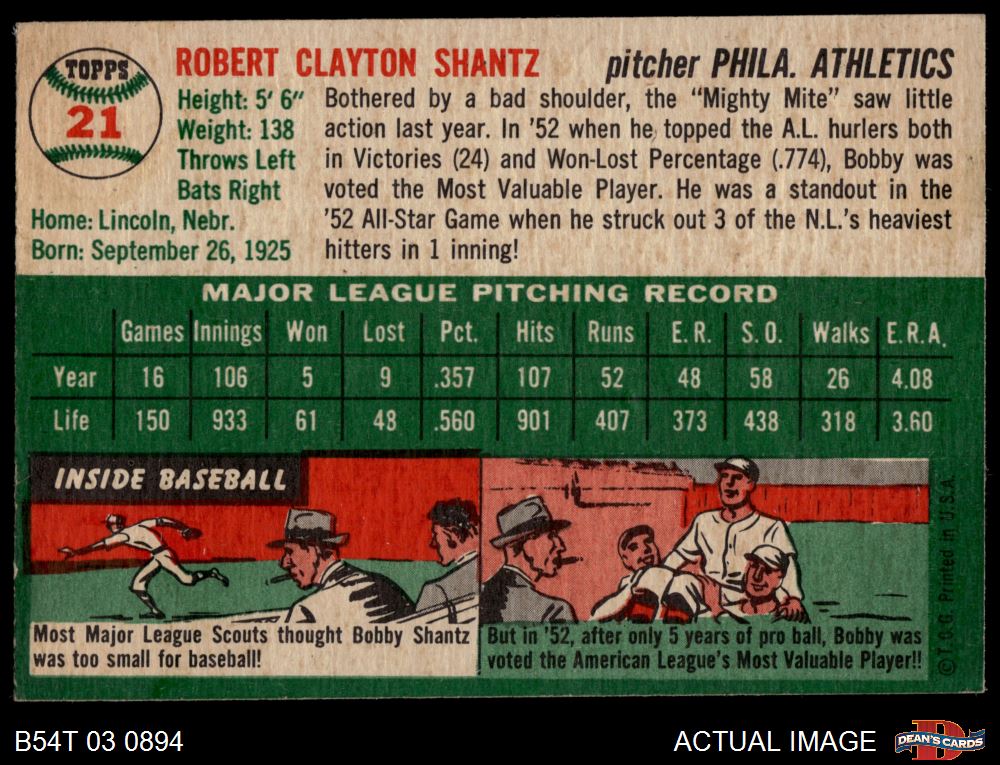 TOPPS
21
ROBERT CLAYTON SHANTZ
pitcher PHILA. ATHLETICS
Height: 5' 6"
Weight: 138
Throws Left
Bats Right
Home: Lincoln, Nebr.
Born: September 26, 1925
Bothered by a bad shoulder, the "Mighty Mite" saw little
action last year. In '52 when he topped the A.L. hurlers both
in Victories (24) and Won-Lost Percentage (.774), Bobby was
voted the Most Valuable Player. He was a standout in the
'52 All-Star Game when he struck out 3 of the N.L.'s heaviest
hitters in 1 inning!
MAJOR LEAGUE PITCHING RECORD
Games Innings Won Lost Pct. Hits Runs E. R. S. O. Walks E. R. A.
Year 16 106 5 9 .357 107 52 48 58 26 4.08
Life 150 933 61 48 .560 901 407 373 438 318 3.60
INSIDE BASEBALL
Most Major League Scouts thought Bobby Shantz
was too small for baseball!
But in '52, after only 5 years of pro ball, Bobby was
voted the American League's Most Valuable Player!!
© T. C. G. Printed in U.S.A.
B54T 03 0894
ACTUAL IMAGE
DEAN'S CARDS